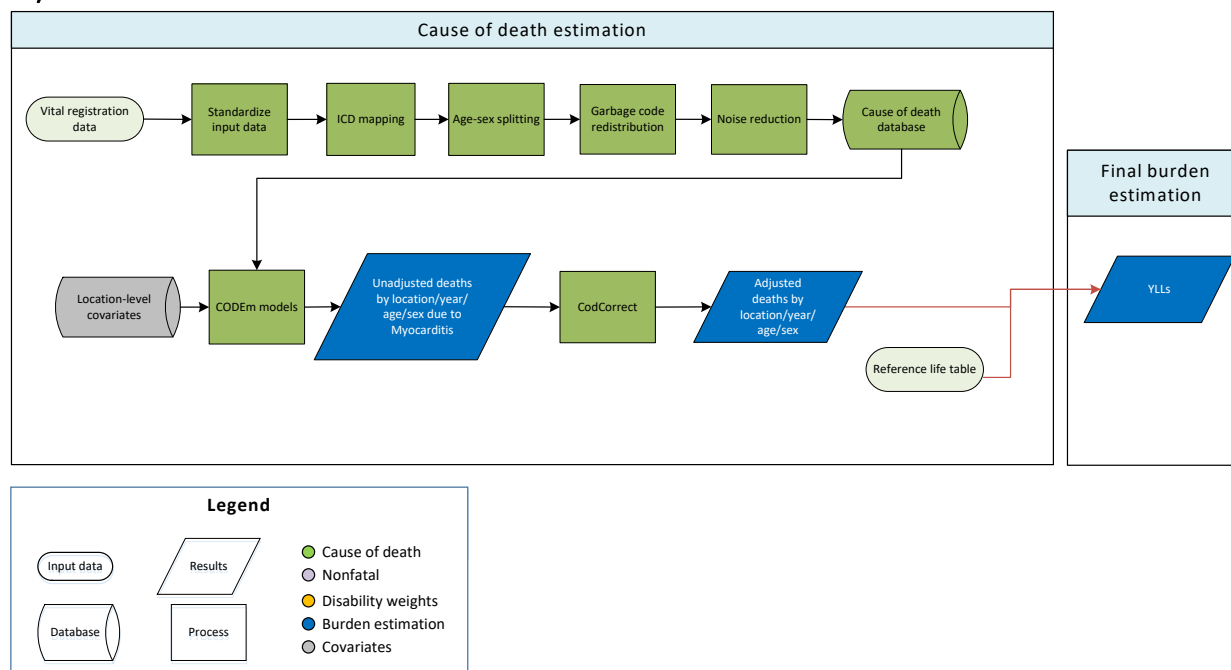 Cause of death estimation
Vital registration
data
Standardize
input data
ICD mapping
Age-sex splitting
Garbage code
redistribution
Noise reduction
Cause of death
database
Final burden
estimation
Location-level
covariates
CODEm models
Unadjusted deaths
by location/year
/age/sex due to
Myocarditis
CodCorrect
Adjusted
deaths by
location/year/
age/sex
YLLs
Reference life table
Legend
Input data
Results
Database
Process
Cause of death
Nonfatal
Disability weights
Burden estimation
Covariates